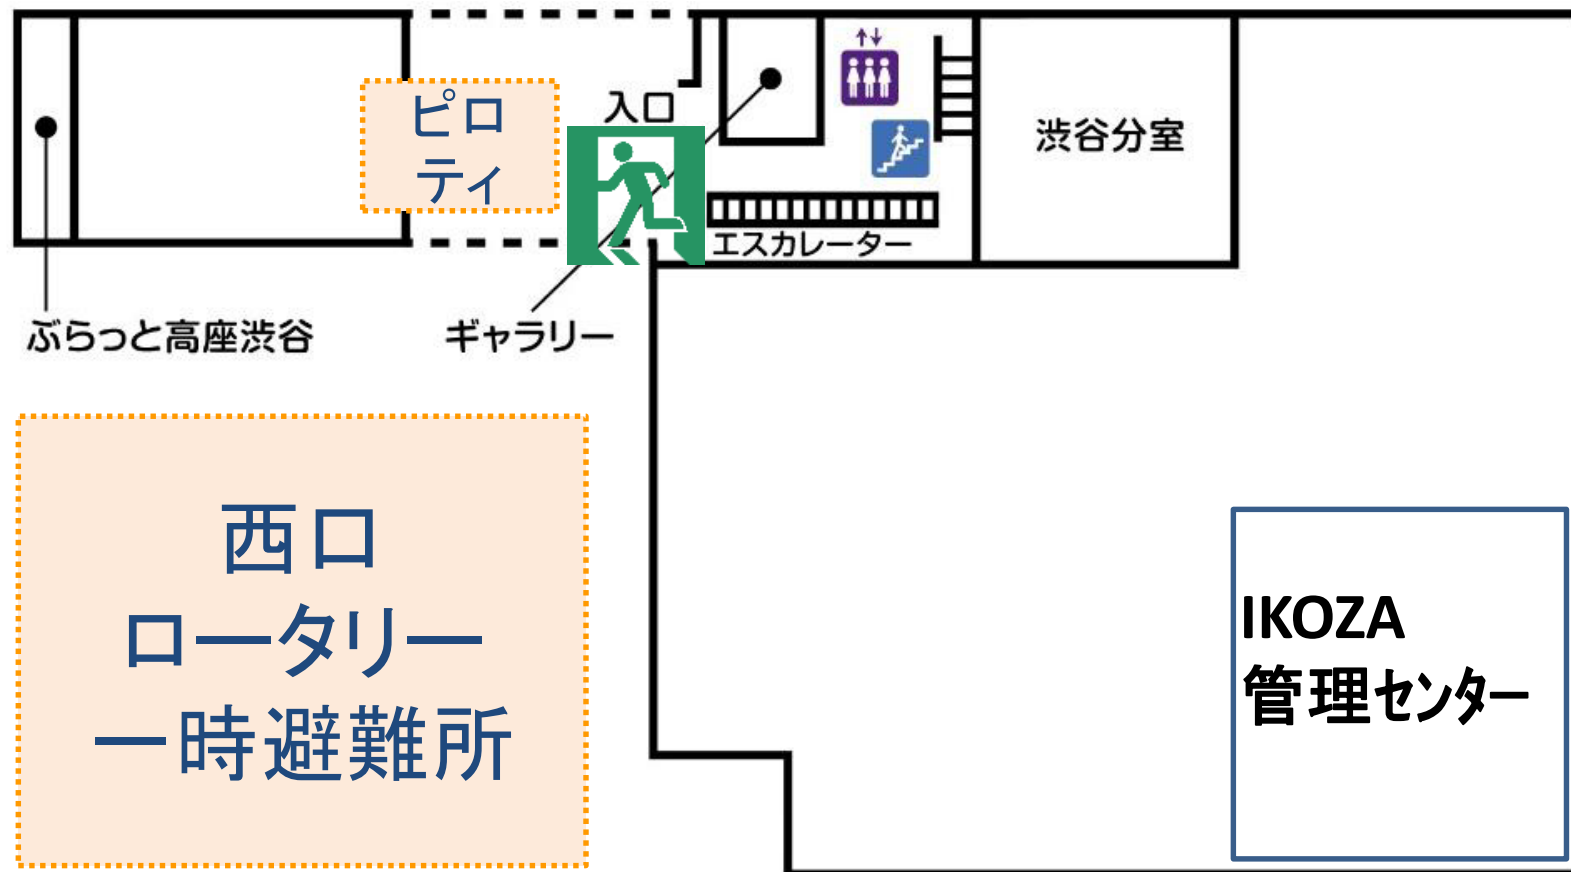 ピロ
ティ
入口
渋谷分室
エスカレーター
ぶらっと高座渋谷
ギャラリー
西口
ロータリー
一時避難所
IKOZA
管理センター